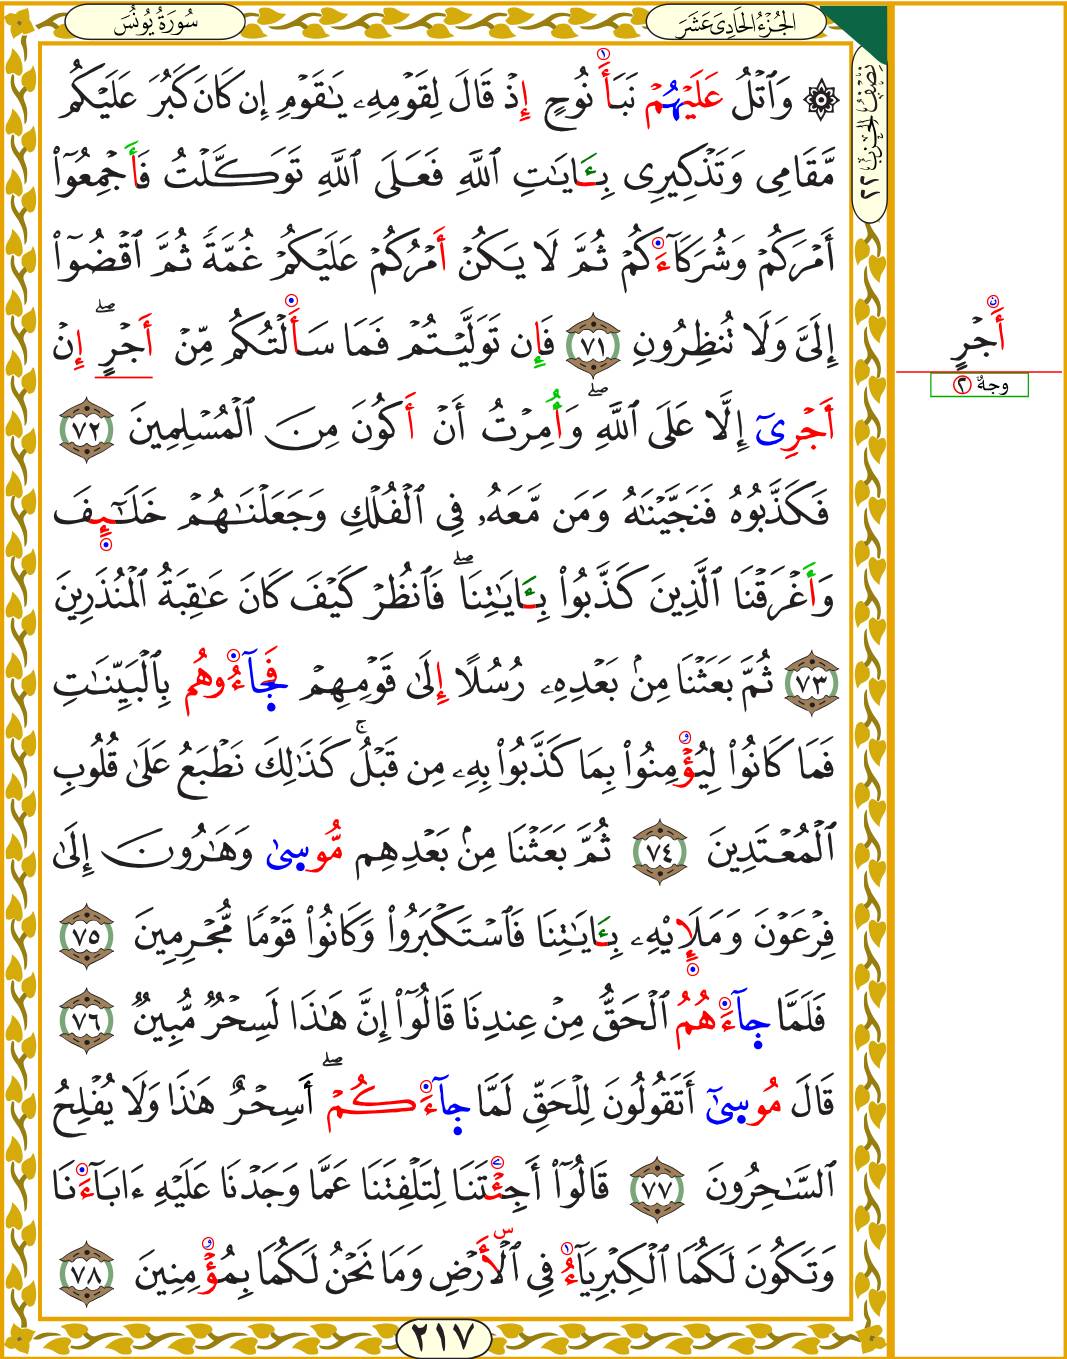 سُورَةُ يُونُسَ
الجُزْءُ الحَادِىَ عَشَرَ
نِصْفُ الحِزْبِ ٢٢
۞ وَٱتْلُ عَلَيْهُمْ نَبَأَ نُوحٍ إِذْ قَالَ لِقَوْمِهِۦ يَٰقَوْمِ إِن كَانَ كَبُرَ عَلَيْكُم
مَّقَامِى وَتَذْكِيرِى بِـَٔايَٰتِ ٱللَّهِ فَعَلَى ٱللَّهِ تَوَكَّلْتُ فَأَجْمِعُوٓا۟
أَمْرَكُمْ وَشُرَكَآءَكُمْ ثُمَّ لَا يَكُنْ أَمْرُكُمْ عَلَيْكُمْ غُمَّةً ثُمَّ ٱقْضُوٓا۟
إِلَىَّ وَلَا تُنظِرُونِ ٧١ فَإِن تَوَلَّيْتُمْ فَمَا سَأَلْتُكُم مِّنْ أَجْرٍ ۖ إِنْ
أَجْرِىٓ إِلَّا عَلَى ٱللَّهِ ۖ وَأُمِرْتُ أَنْ أَكُونَ مِنَ ٱلْمُسْلِمِينَ ٧٢
فَكَذَّبُوهُ فَنَجَّيْنَٰهُ وَمَن مَّعَهُۥ فِى ٱلْفُلْكِ وَجَعَلْنَٰهُمْ خَلَٰٓئِفَ
وَأَغْرَقْنَا ٱلَّذِينَ كَذَّبُوا۟ بِـَٔايَٰتِنَا ۖ فَٱنظُرْ كَيْفَ كَانَ عَٰقِبَةُ ٱلْمُنذَرِينَ
٧٣ ثُمَّ بَعَثْنَا مِنۢ بَعْدِهِۦ رُسُلًا إِلَىٰ قَوْمِهِمْ فَجَآءُوهُم بِٱلْبَيِّنَٰتِ
فَمَا كَانُوا۟ لِيُؤْمِنُوا۟ بِمَا كَذَّبُوا۟ بِهِۦ مِن قَبْلُ ۚ كَذَٰلِكَ نَطْبَعُ عَلَىٰ قُلُوبِ
ٱلْمُعْتَدِينَ ٧٤ ثُمَّ بَعَثْنَا مِنۢ بَعْدِهِم مُّوسِىٰ وَهَٰرُونَ إِلَىٰ
فِرْعَوْنَ وَمَلَإِي۟هِۦ بِـَٔايَٰتِنَا فَٱسْتَكْبَرُوا۟ وَكَانُوا۟ قَوْمًا مُّجْرِمِينَ ٧٥
فَلَمَّا جَآءَهُمُ ٱلْحَقُّ مِنْ عِندِنَا قَالُوٓا۟ إِنَّ هَٰذَا لَسِحْرٌ مُّبِينٌ ٧٦
قَالَ مُوسِىٰٓ أَتَقُولُونَ لِلْحَقِّ لَمَّا جَآءَكُمْ ۖ أَسِحْرٌ هَٰذَا وَلَا يُفْلِحُ
ٱلسَّٰحِرُونَ ٧٧ قَالُوٓا۟ أَجِئْتَنَا لِتَلْفِتَنَا عَمَّا وَجَدْنَا عَلَيْهِ ءَابَآءَنَا
وَتَكُونَ لَكُمَا ٱلْكِبْرِيَآءُ فِى ٱلْأَرْضِ وَمَا نَحْنُ لَكُمَا بِمُؤْمِنِينَ ٧٨
أَجْرٍ
وجهٌ ٢
٢١٧